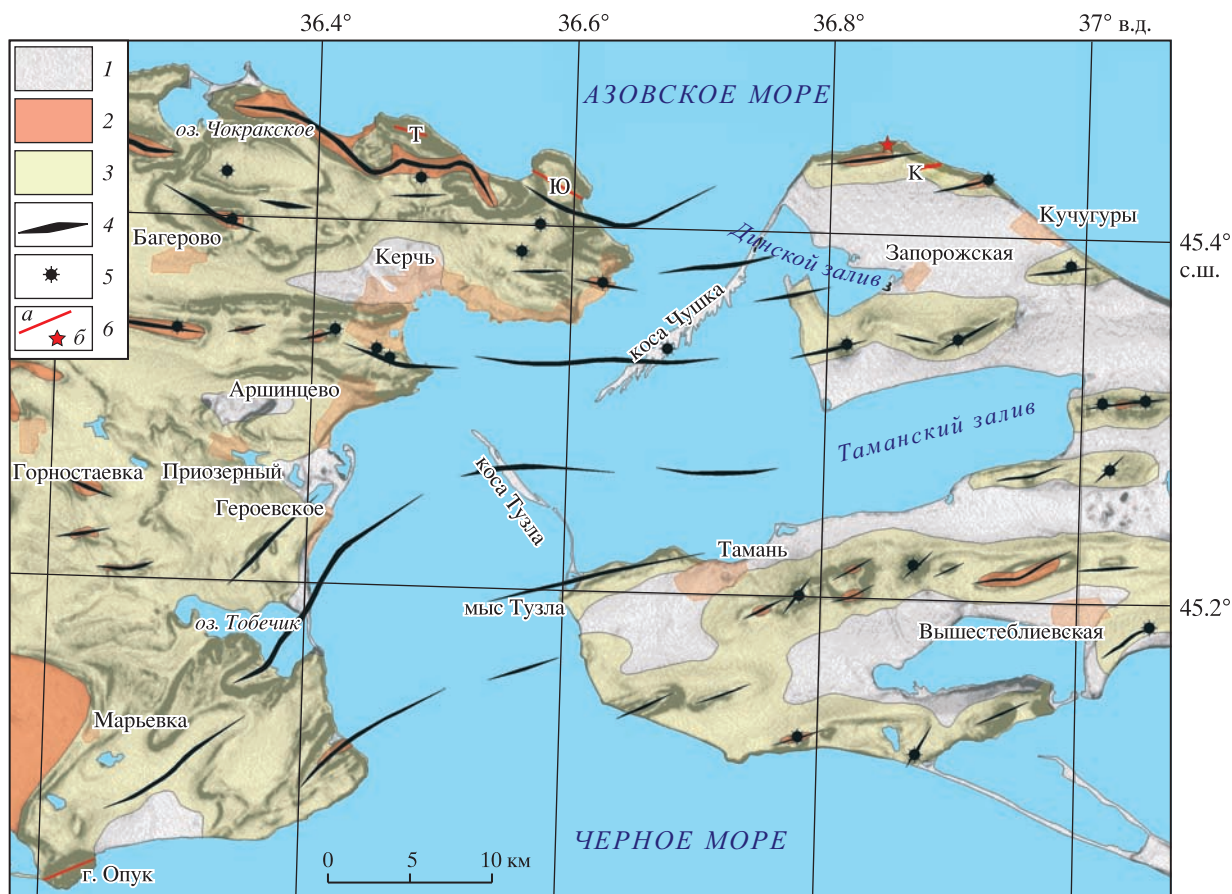 36.4°
36.6°
36.8°
37° в.д.
1
2
3
4
5
а
б
6
АЗОВСКОЕ МОРЕ
оз. Чокракское
Т
Ю
К
Кучугуры
Багерово
Керчь
Динской залив
Запорожская
45.4°
с.ш.
коса Чушка
Аршинцево
Таманский залив
Горностаевка
Приозерный
Героевское
коса Тузла
Тамань
мыс Тузла
45.2°
оз. Тобечик
Вышестеблиевская
Марьевка
ЧЕРНОЕ МОРЕ
0
5
10 км
г. Опук